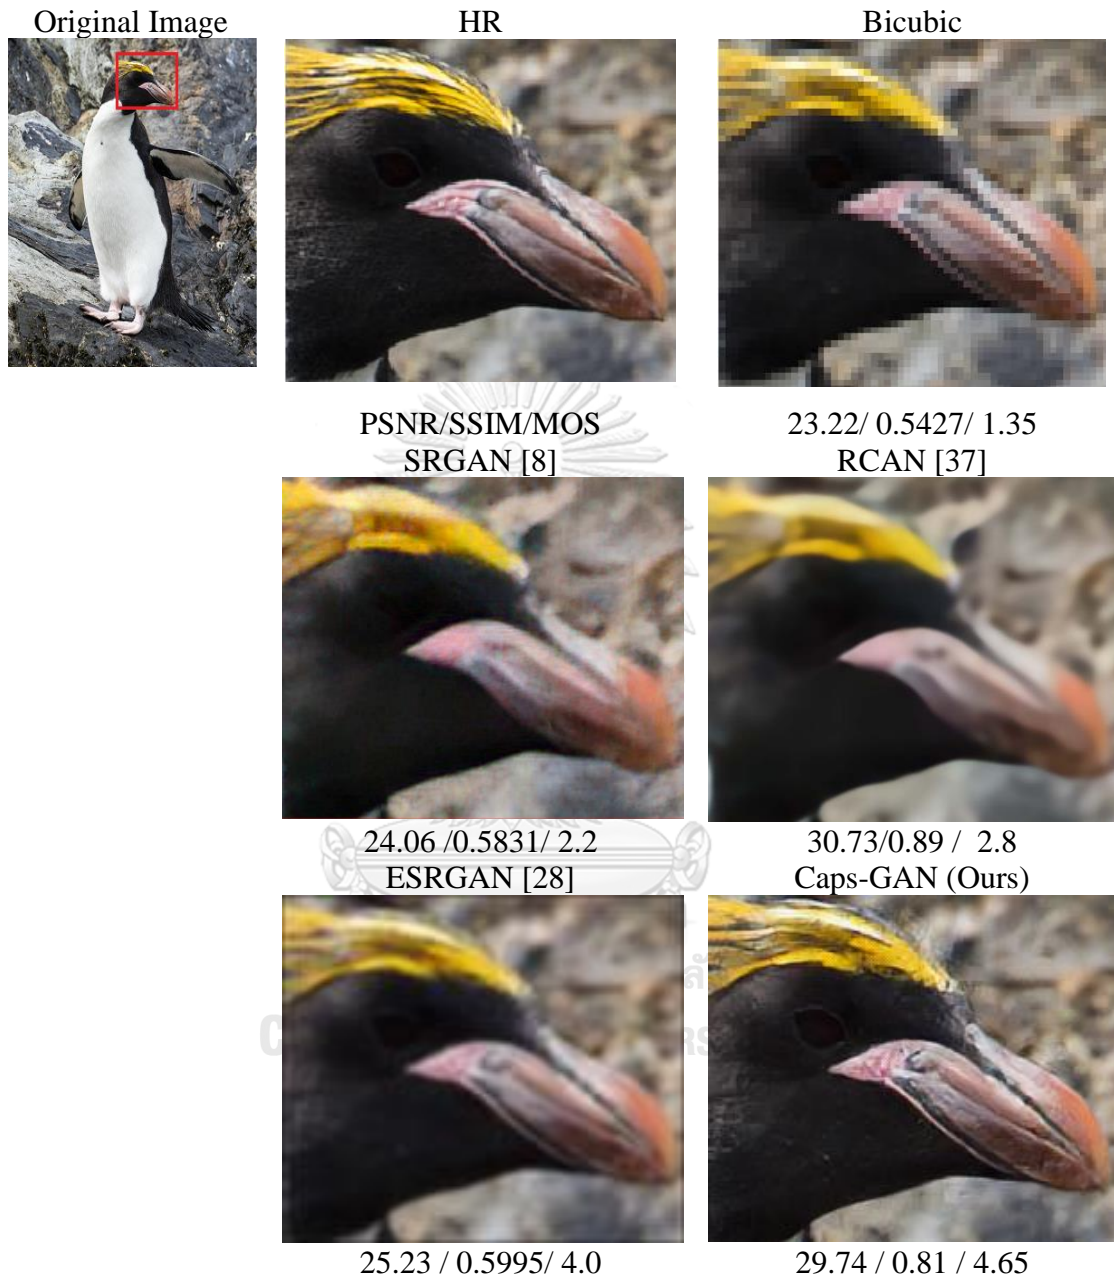 Original Image
HR
Bicubic
PSNR/SSIM/MOS
23.22/ 0.5427/ 1.35
SRGAN [8]
RCAN [37]
24.06 /0.5831/ 2.2
30.73/0.89 / 2.8
ESRGAN [28]
Caps-GAN (Ours)
25.23 / 0.5995/ 4.0
29.74 / 0.81 / 4.65